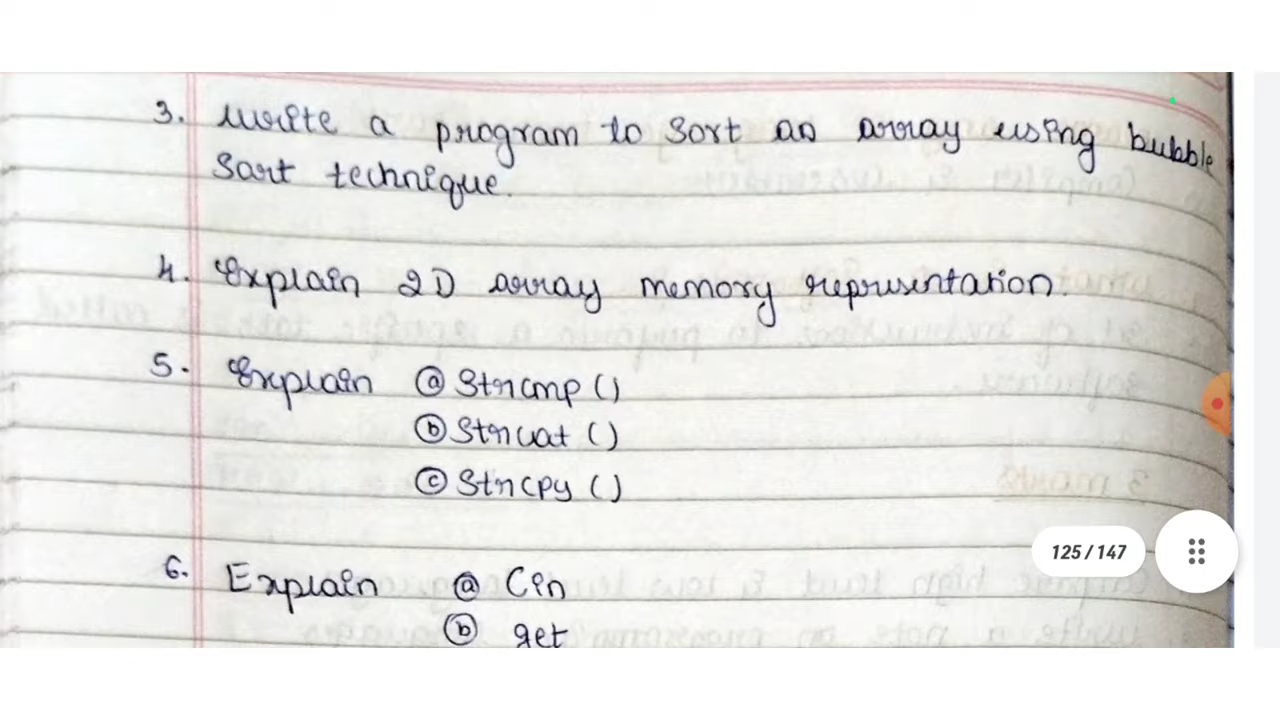 3. Write a program to sort an array using bubble
sort technique.
4. Explain 2D array memory representation.
5. Explain ⓐ Strcmp ()
ⓑ Strcat ()
ⓒ Strcpy ()
125 / 147
6. Explain ⓐ Cin
ⓑ get